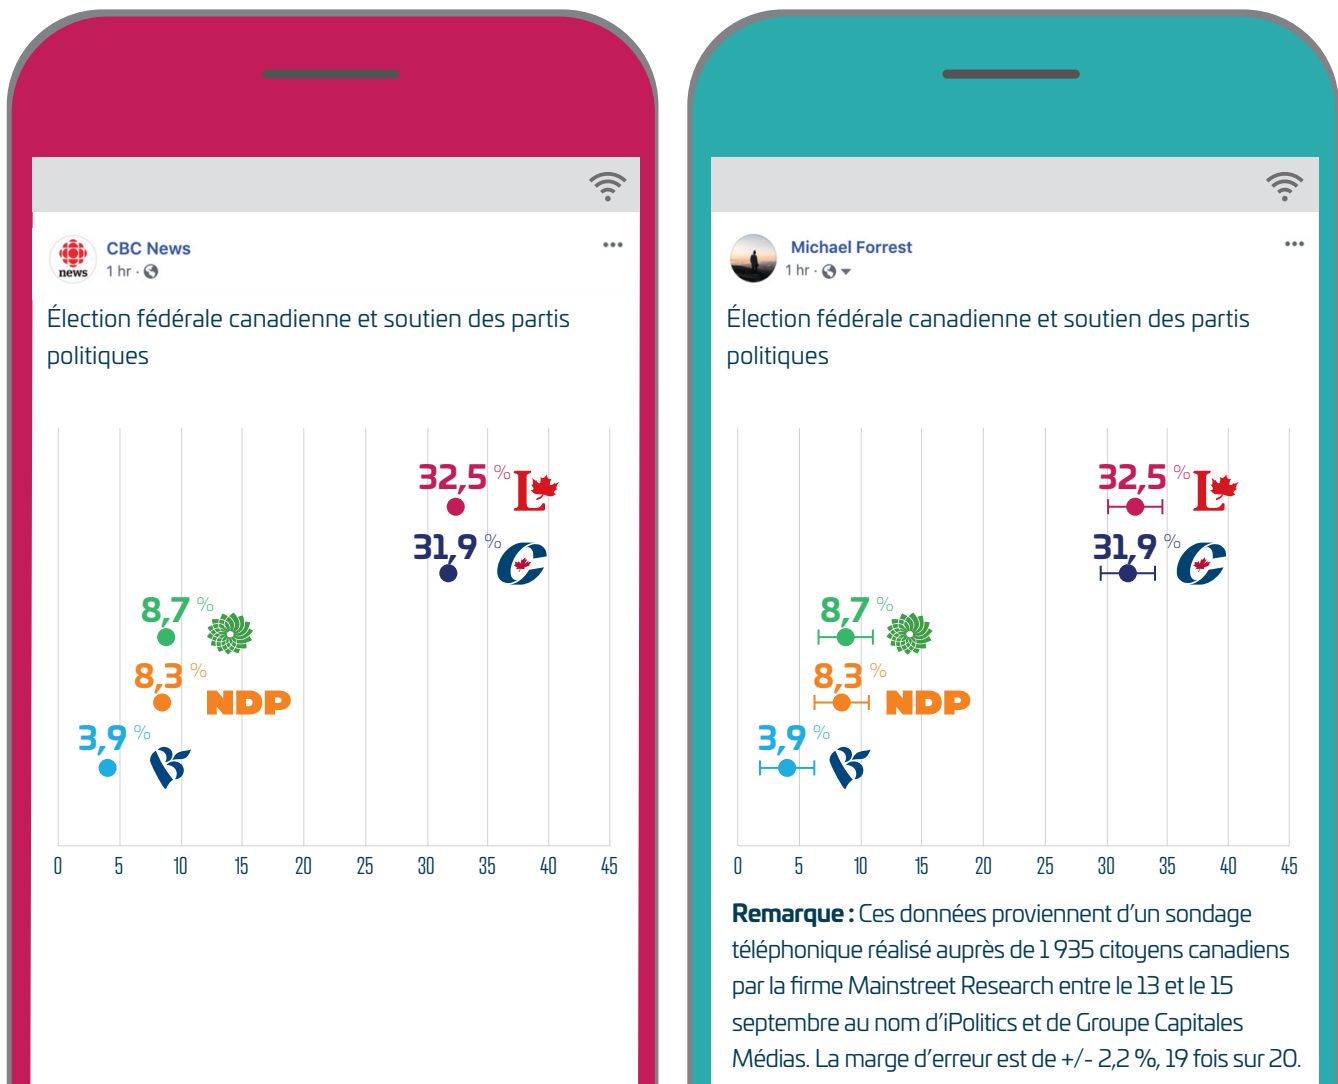 CBC News
news
1 hr
Élection fédérale canadienne et soutien des partis
politiques
32,5 %
L
31,9 %
C
8,7 %
8,3 %
NDP
3,9 %
0 5 10 15 20 25 30 35 40 45
Michael Forrest
1 hr
Élection fédérale canadienne et soutien des partis
politiques
32,5 %
L
31,9 %
C
8,7 %
8,3 %
NDP
3,9 %
0 5 10 15 20 25 30 35 40 45
Remarque : Ces données proviennent d'un sondage
téléphonique réalisé auprès de 1 935 citoyens canadiens
par la firme Mainstreet Research entre le 13 et le 15
septembre au nom d'iPolitics et de Groupe Capitales
Médias. La marge d'erreur est de +/- 2,2 %, 19 fois sur 20.